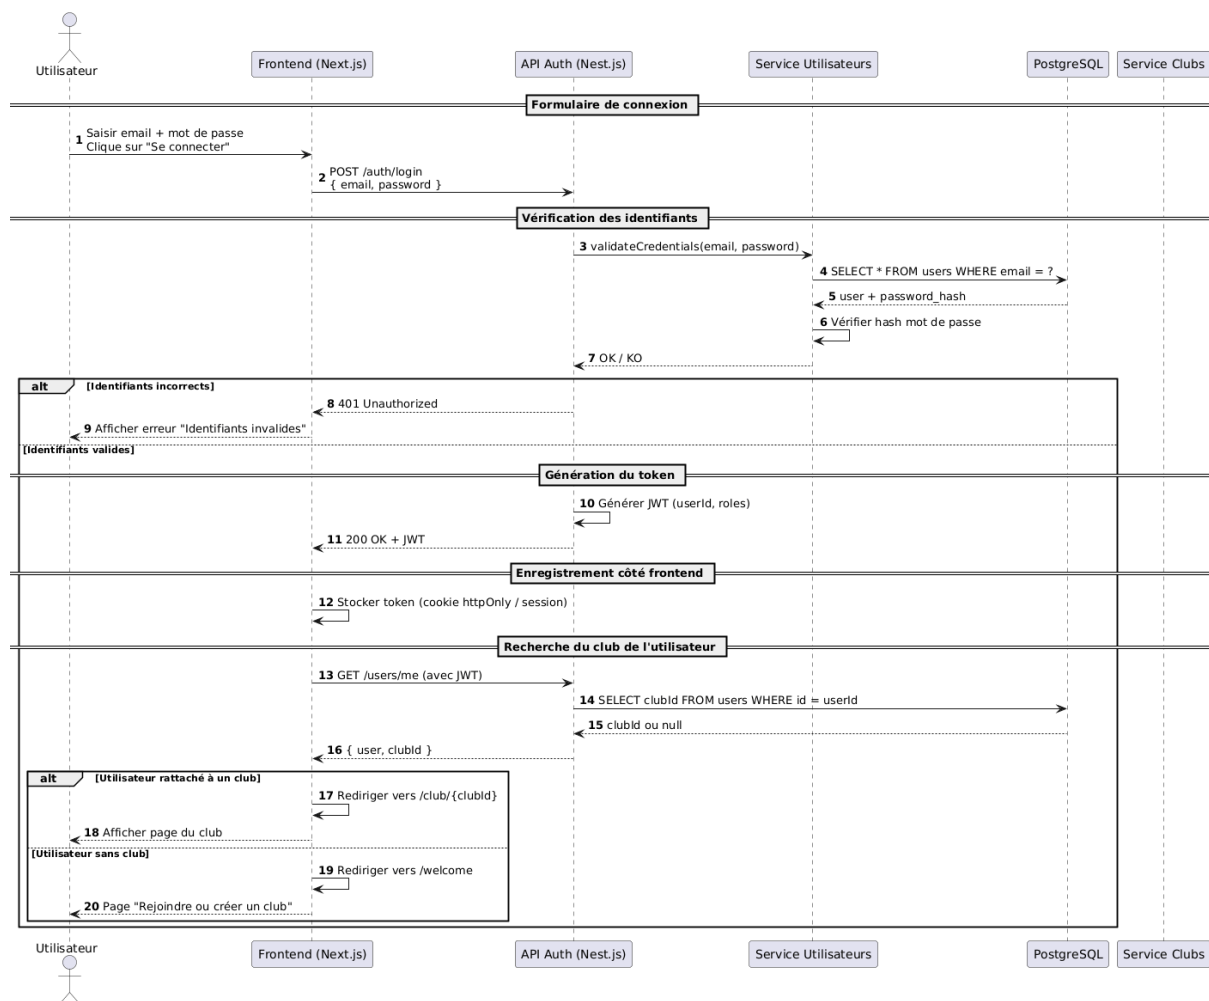 Utilisateur
Frontend (Next.js)
API Auth (Nest.js)
Service Utilisateurs
PostgreSQL
Service Clubs
Formulaire de connexion
1 Saisir email + mot de passe
Clique sur "Se connecter"
2 POST /auth/login
{ email, password }
Vérification des identifiants
3 validateCredentials(email, password)
4 SELECT * FROM users WHERE email = ?
5 user + password_hash
6 Vérifier hash mot de passe
7 OK / KO
alt [Identifiants incorrects]
8 401 Unauthorized
9 Afficher erreur "Identifiants invalides"
[Identifiants valides]
Génération du token
10 Générer JWT (userId, roles)
11 200 OK + JWT
Enregistrement côté frontend
12 Stocker token (cookie httpOnly / session)
Recherche du club de l'utilisateur
13 GET /users/me (avec JWT)
14 SELECT clubId FROM users WHERE id = userId
15 clubId ou null
16 { user, clubId }
alt [Utilisateur rattaché à un club]
17 Rediriger vers /club/{clubId}
18 Afficher page du club
[Utilisateur sans club]
19 Rediriger vers /welcome
20 Page "Rejoindre ou créer un club"
Utilisateur
Frontend (Next.js)
API Auth (Nest.js)
Service Utilisateurs
PostgreSQL
Service Clubs